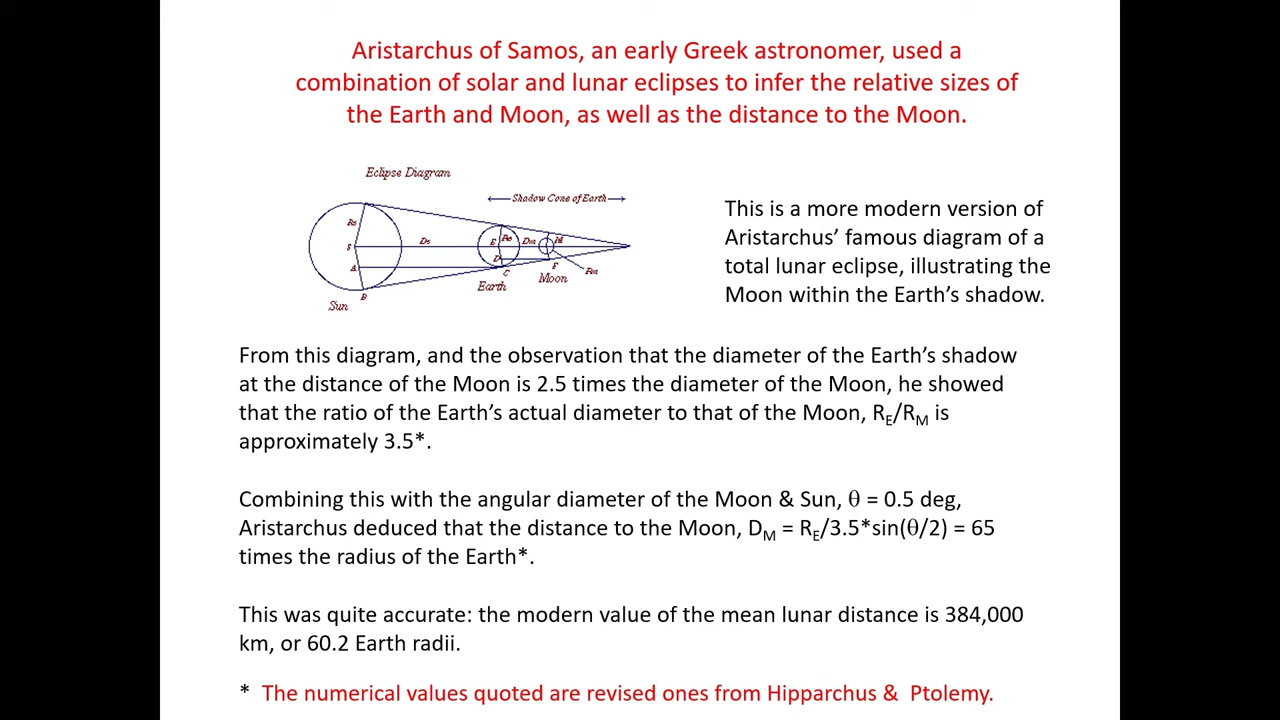 Aristarchus of Samos, an early Greek astronomer, used a
combination of solar and lunar eclipses to infer the relative sizes of
the Earth and Moon, as well as the distance to the Moon.
Eclipse Diagram
Shadow Cone of Earth
Rs
S
Ds
E
Re
Dm
A
D
C
F
Rm
B
Sun
Earth
Moon
This is a more modern version of
Aristarchus’ famous diagram of a
total lunar eclipse, illustrating the
Moon within the Earth’s shadow.
From this diagram, and the observation that the diameter of the Earth’s shadow
at the distance of the Moon is 2.5 times the diameter of the Moon, he showed
that the ratio of the Earth’s actual diameter to that of the Moon, R_E/R_M is
approximately 3.5*.
Combining this with the angular diameter of the Moon & Sun, θ = 0.5 deg,
Aristarchus deduced that the distance to the Moon, D_M = R_E/3.5*sin(θ/2) = 65
times the radius of the Earth*.
This was quite accurate: the modern value of the mean lunar distance is 384,000
km, or 60.2 Earth radii.
* The numerical values quoted are revised ones from Hipparchus & Ptolemy.